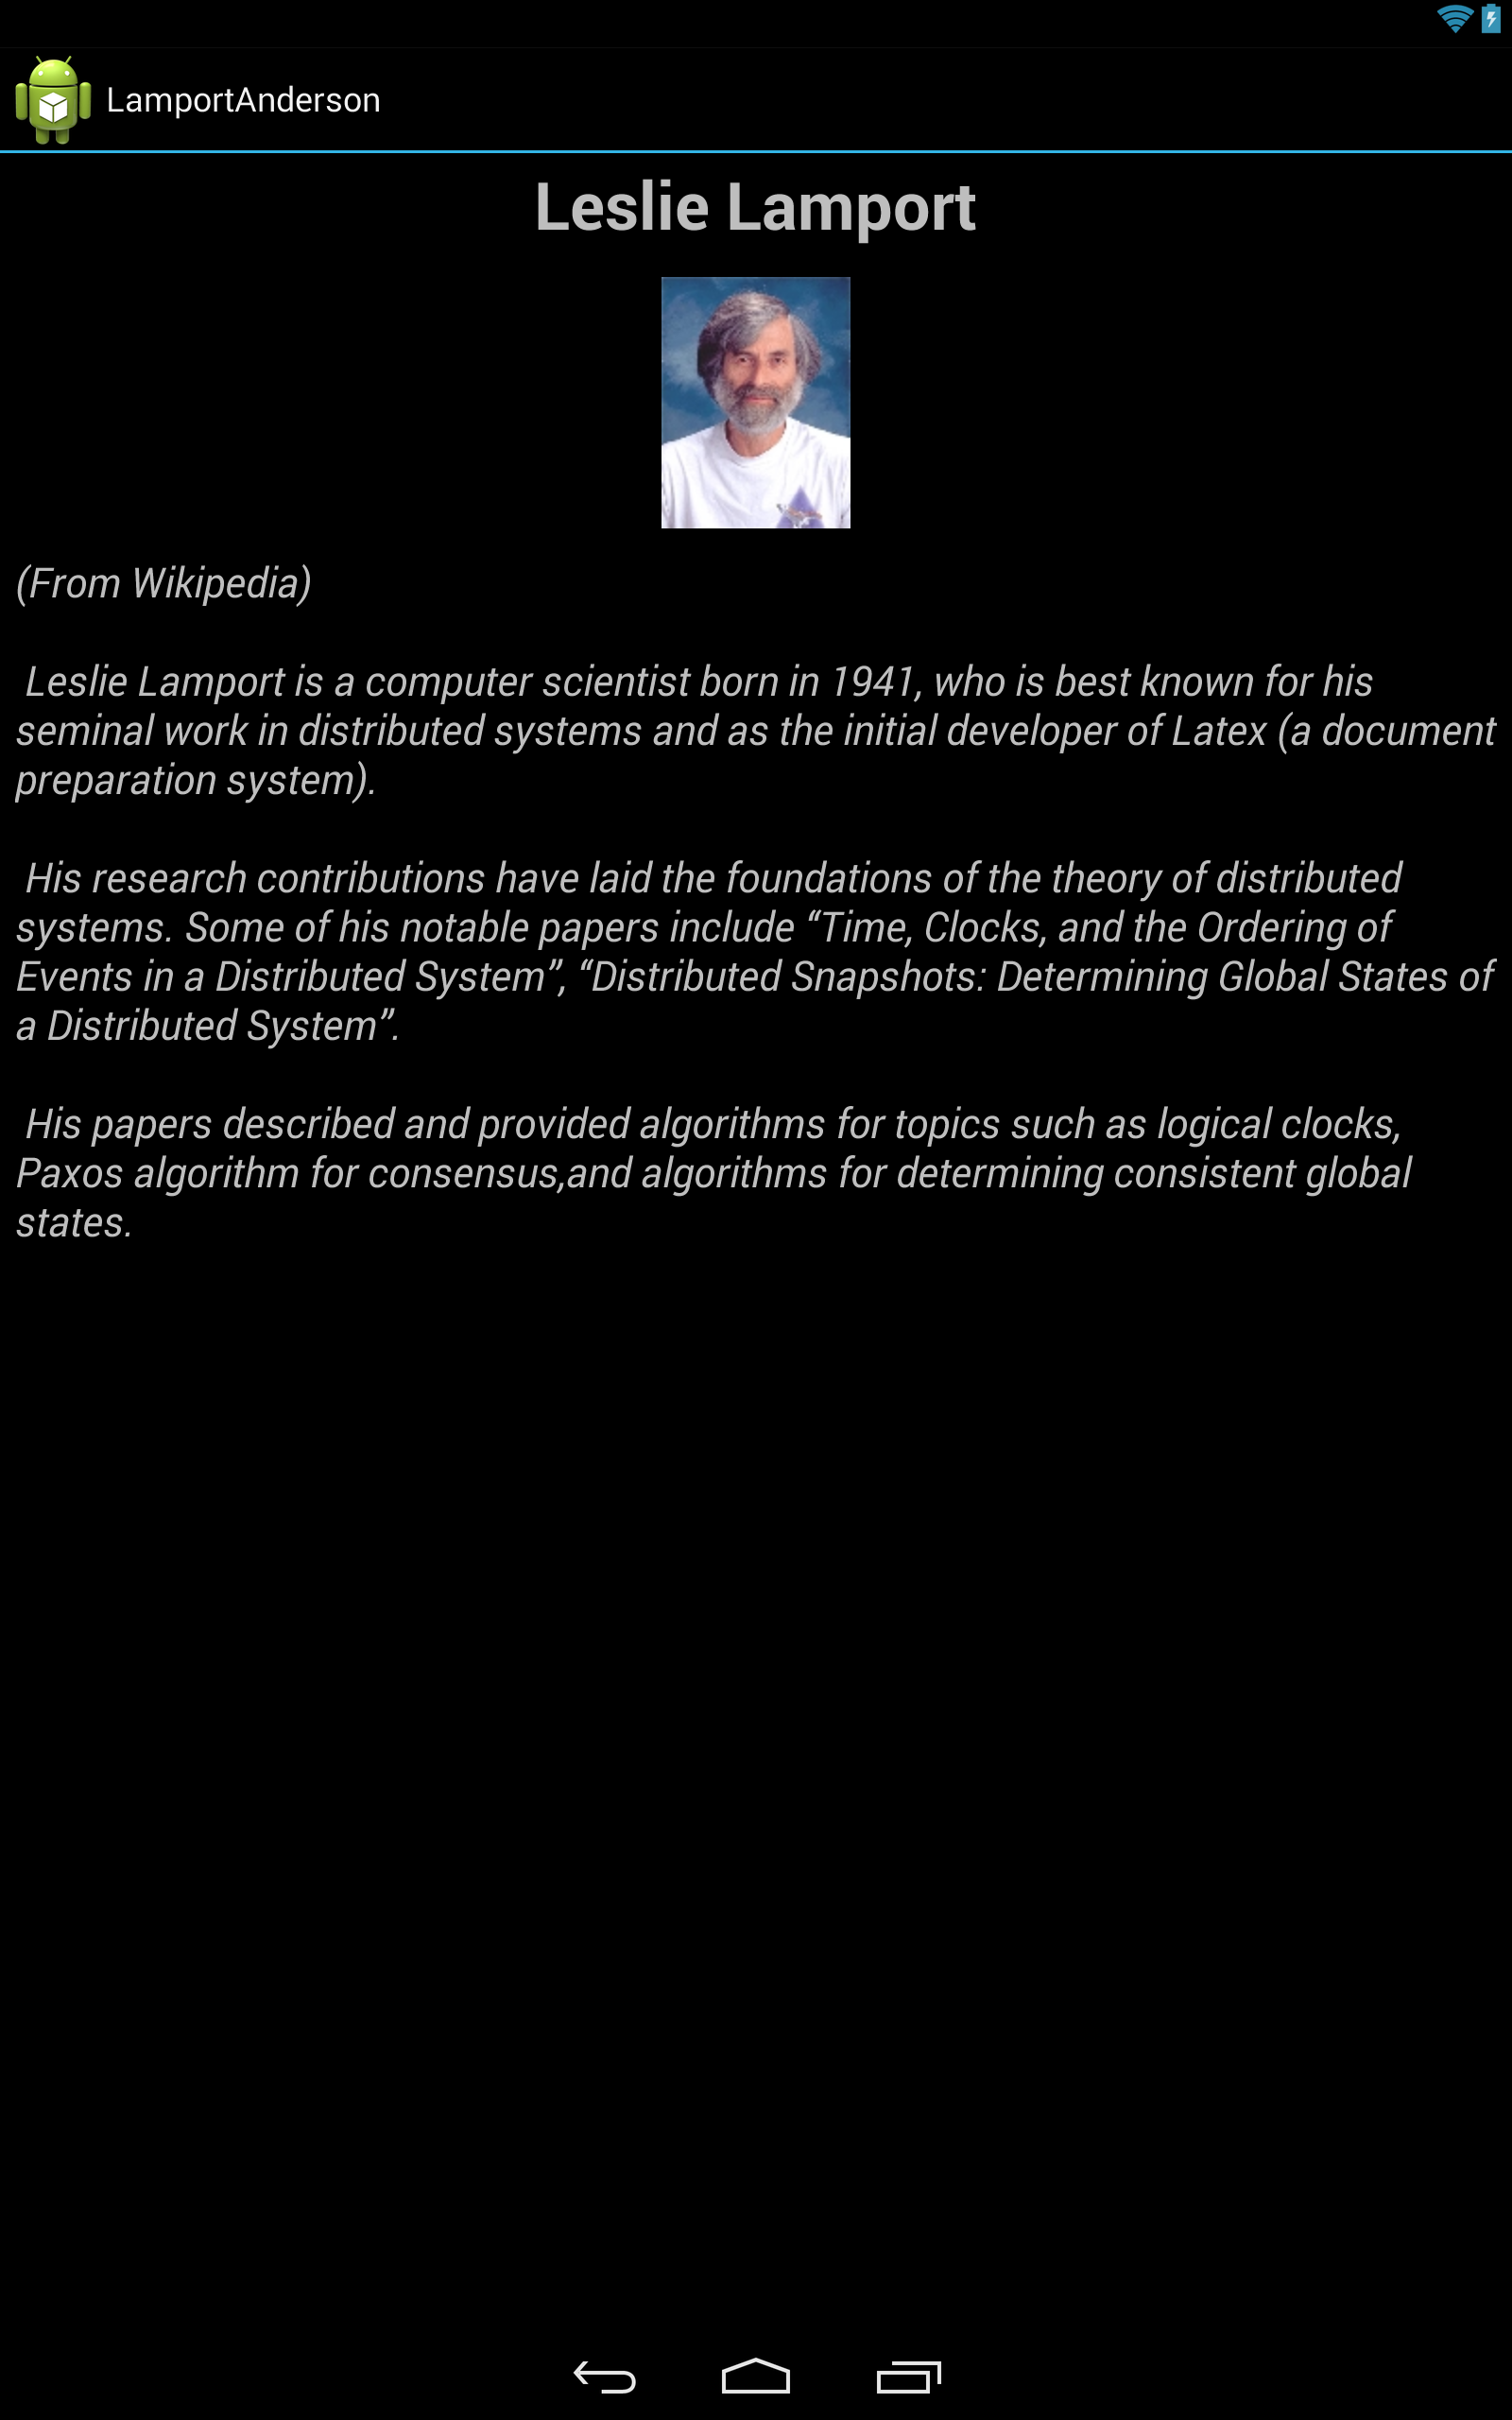 LamportAnderson
Leslie Lamport
(From Wikipedia)
Leslie Lamport is a computer scientist born in 1941, who is best known for his
seminal work in distributed systems and as the initial developer of Latex (a document
preparation system).
His research contributions have laid the foundations of the theory of distributed
systems. Some of his notable papers include “Time, Clocks, and the Ordering of
Events in a Distributed System”, “Distributed Snapshots: Determining Global States of
a Distributed System”.
His papers described and provided algorithms for topics such as logical clocks,
Paxos algorithm for consensus,and algorithms for determining consistent global
states.